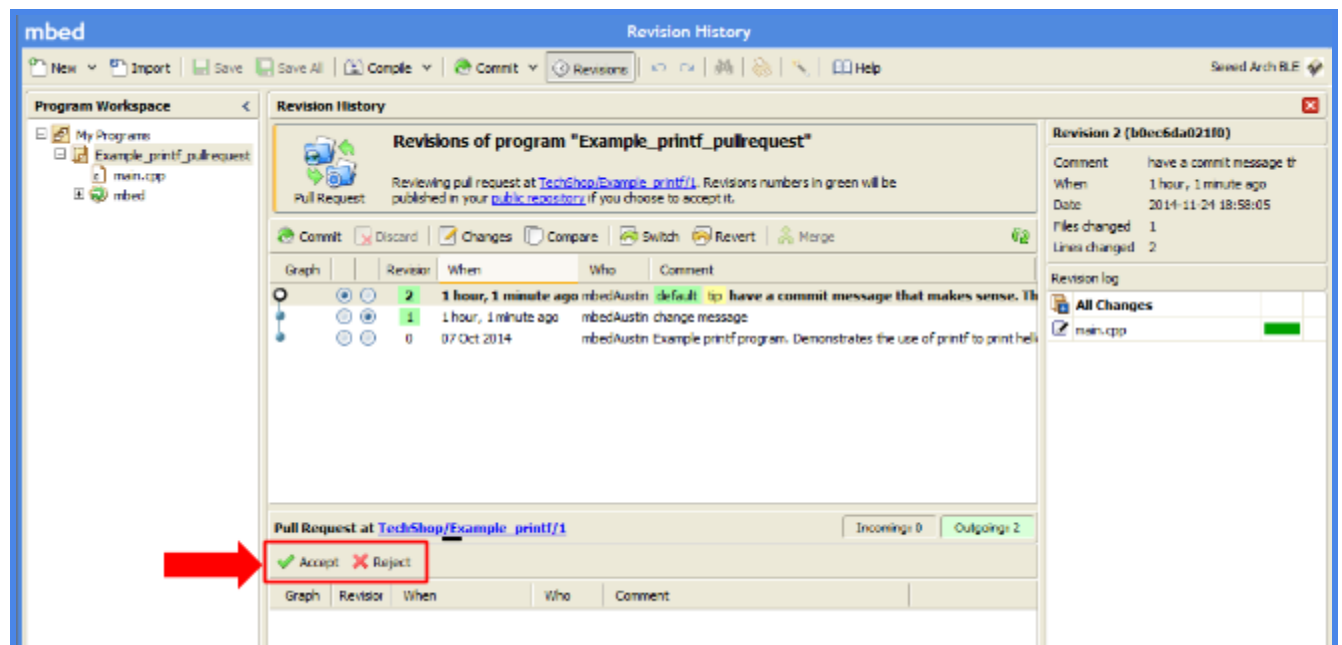 mbed
Revision History
New Import Save Save All Compile Commit Revisions Help
Seeed Arch BLE
Program Workspace
My Programs
Example_printf_pullrequest
main.cpp
mbed
Revision History
Revisions of program "Example_printf_pullrequest"
Reviewing pull request at TechShop/Example_printf/1. Revisions numbers in green will be
published in your public repository if you choose to accept it.
Pull Request
Commit Discard Changes Compare Switch Revert Merge
Graph Revision When Who Comment
2 1 hour, 1 minute ago mbedAustin default tip have a commit message that makes sense. Th
1 1 hour, 1 minute ago mbedAustin change message
0 07 Oct 2014 mbedAustin Example printf program. Demonstrates the use of printf to print hell
Pull Request at TechShop/Example_printf/1
Incoming: 0 Outgoing: 2
Accept Reject
Graph Revision When Who Comment
Revision 2 (b0ec6da021f0)
Comment have a commit message th
When 1 hour, 1 minute ago
Date 2014-11-24 18:58:05
Files changed 1
Lines changed 2
Revision log
All Changes
main.cpp